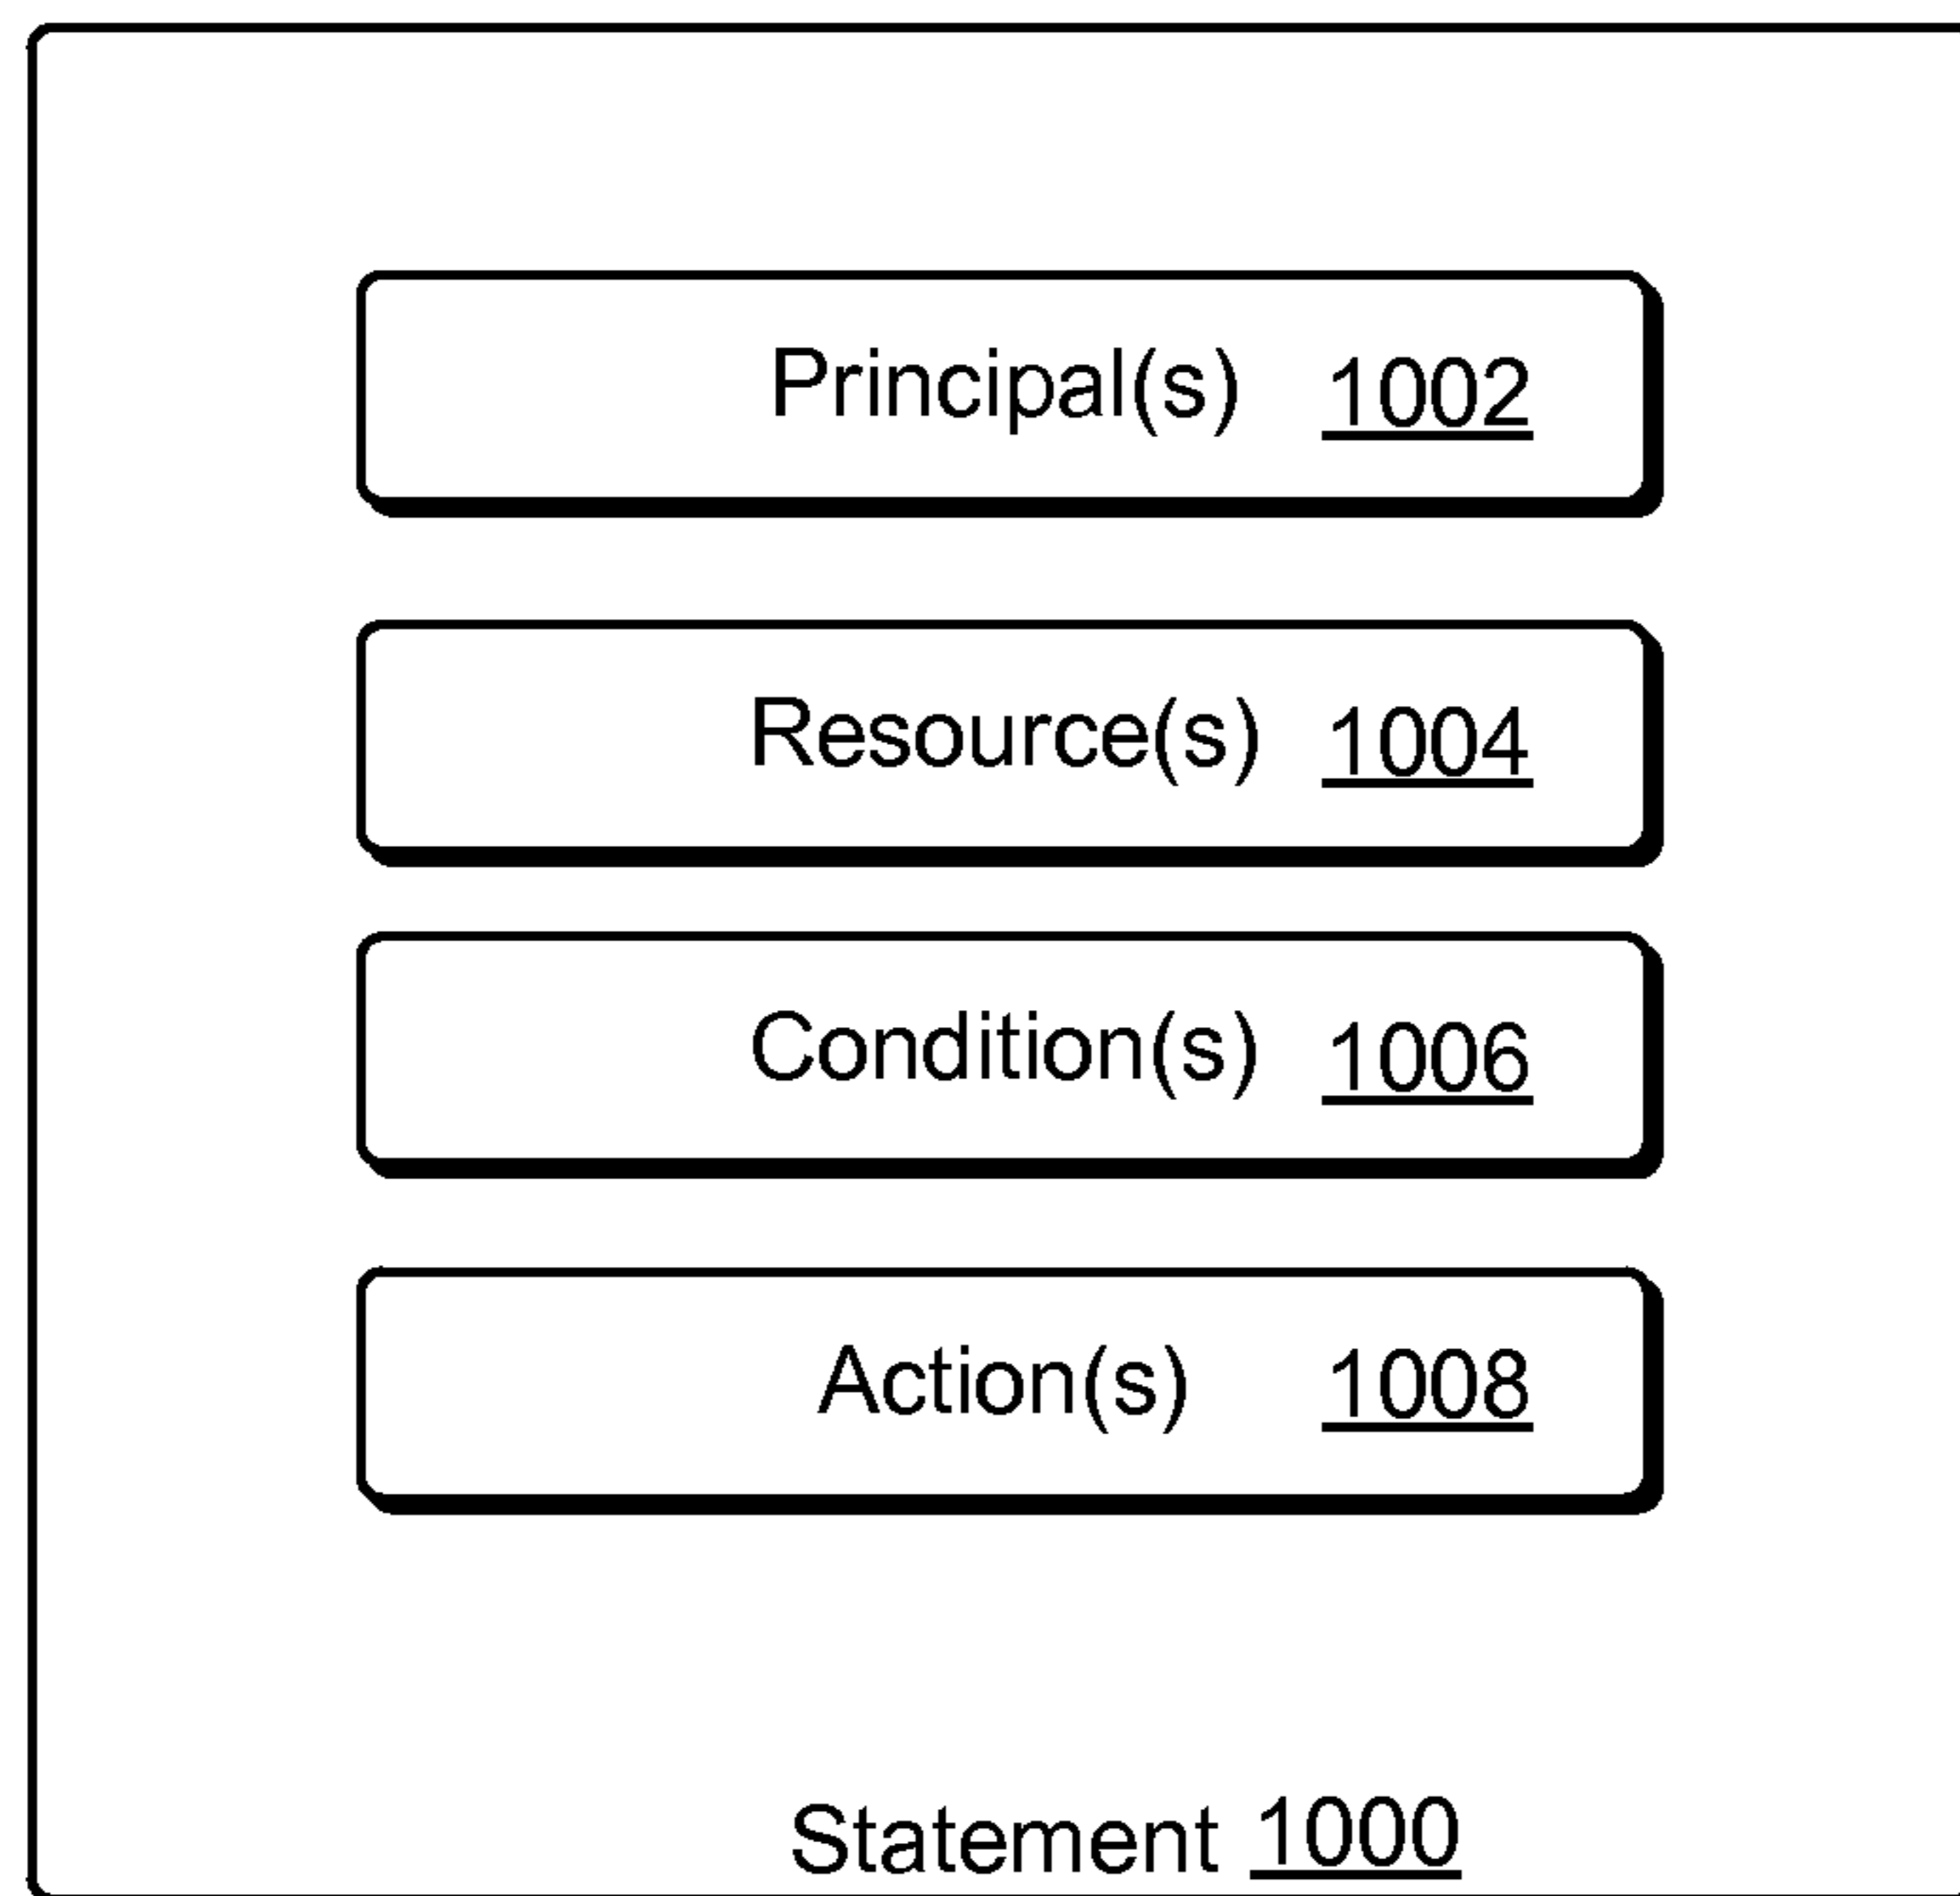 Principal(s) 1002
Resource(s) 1004
Condition(s) 1006
Action(s) 1008
Statement 1000